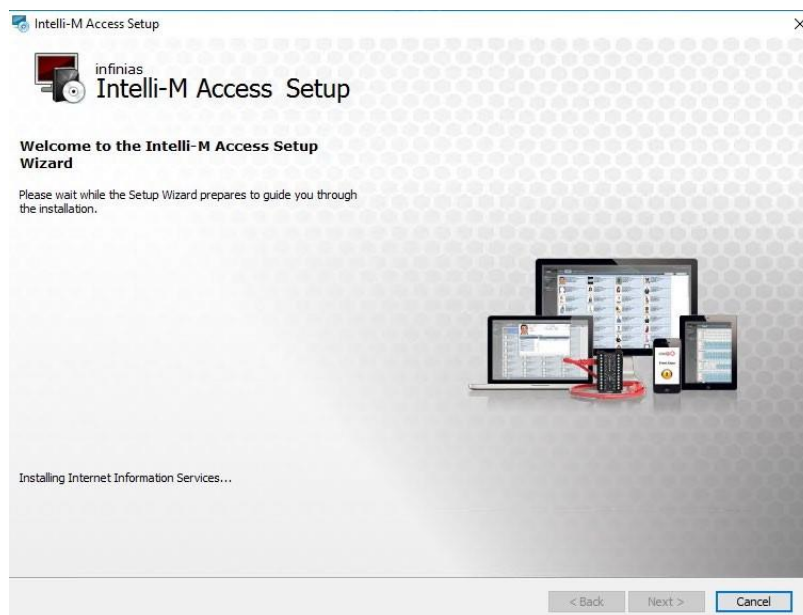 Intelli-M Access Setup
infinias
Intelli-M Access Setup
Welcome to the Intelli-M Access Setup
Wizard
Please wait while the Setup Wizard prepares to guide you through
the installation.
Installing Internet Information Services...
< Back
Next >
Cancel